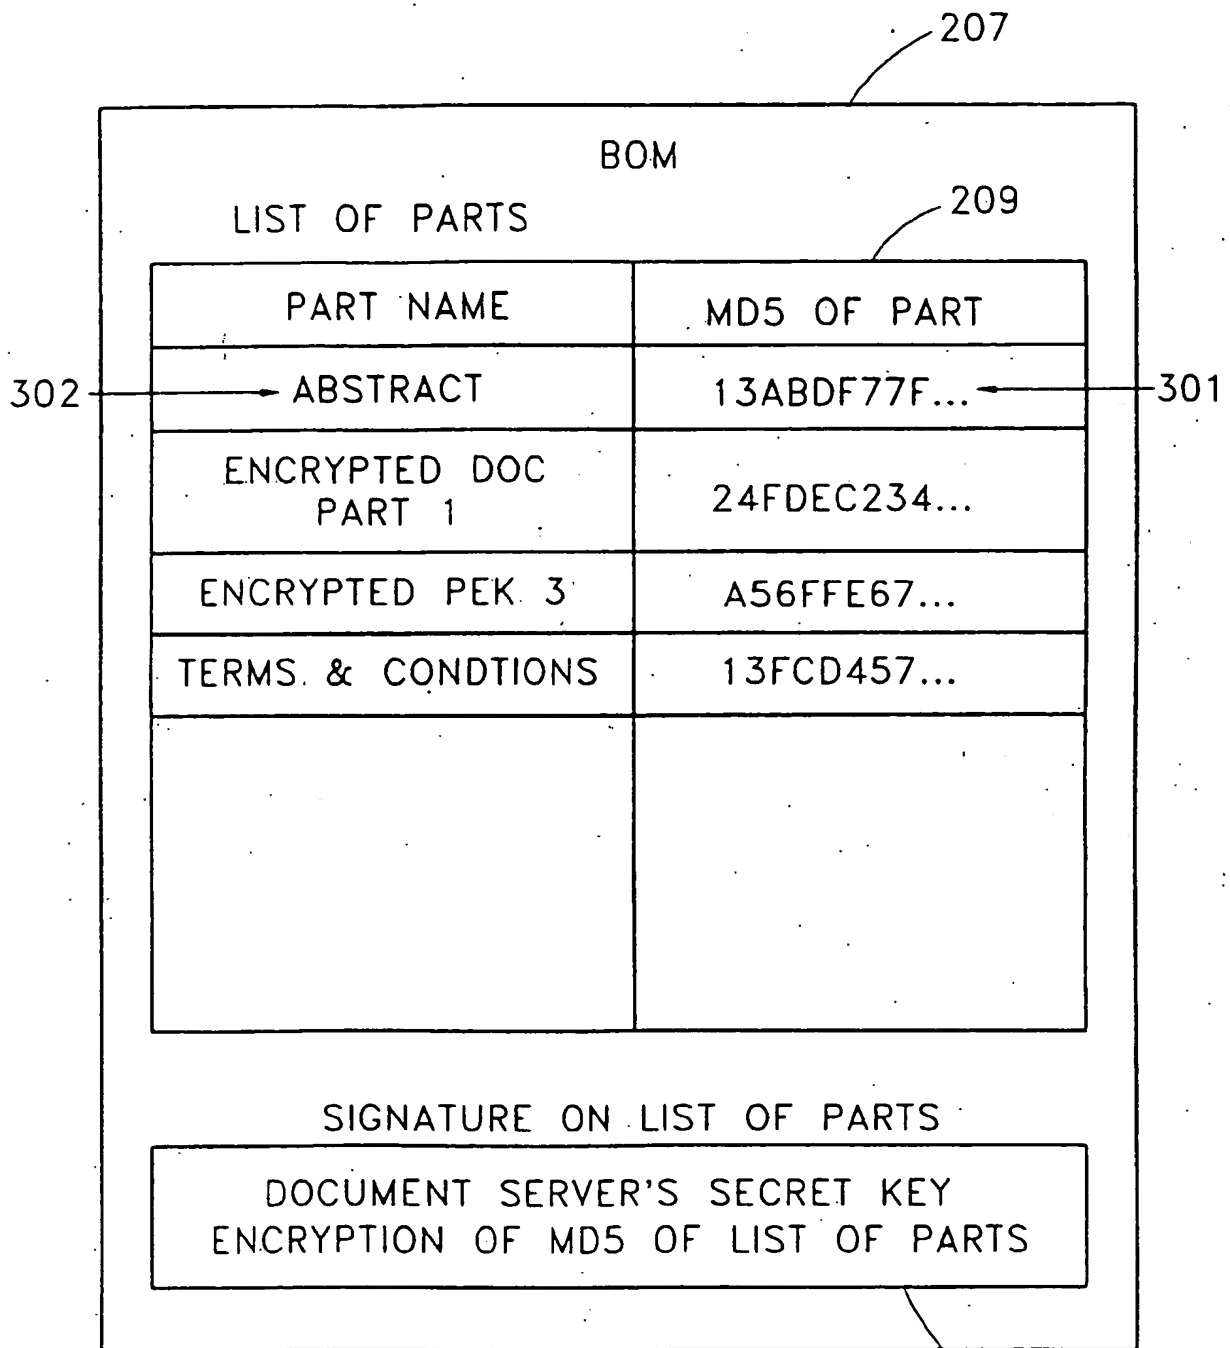 207
BOM
LIST OF PARTS
209
PART NAME
MD5 OF PART
302
ABSTRACT
13ABDF77F...
301
ENCRYPTED DOC
PART 1
24FDEC234...
ENCRYPTED PEK 3
A56FFE67...
TERMS & CONDTIONS
13FCD457...
SIGNATURE ON LIST OF PARTS
DOCUMENT SERVER'S SECRET KEY
ENCRYPTION OF MD5 OF LIST OF PARTS